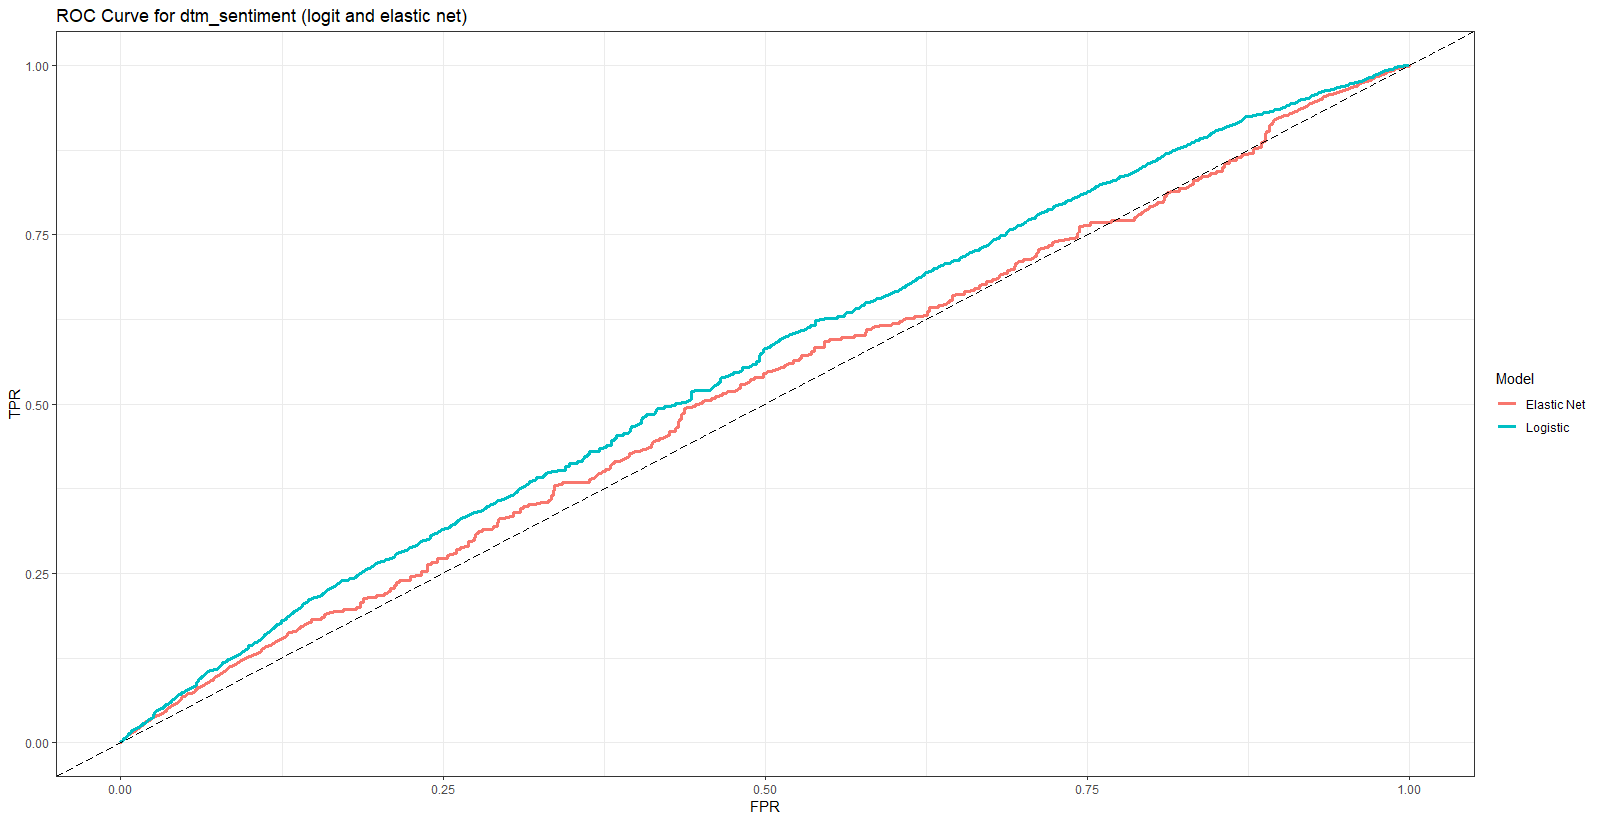 ROC Curve for dtm_sentiment (logit and elastic net)
1.00
0.75
0.50
0.25
0.00
TPR
0.00 0.25 0.50 0.75 1.00
FPR
Model
Elastic Net
Logistic